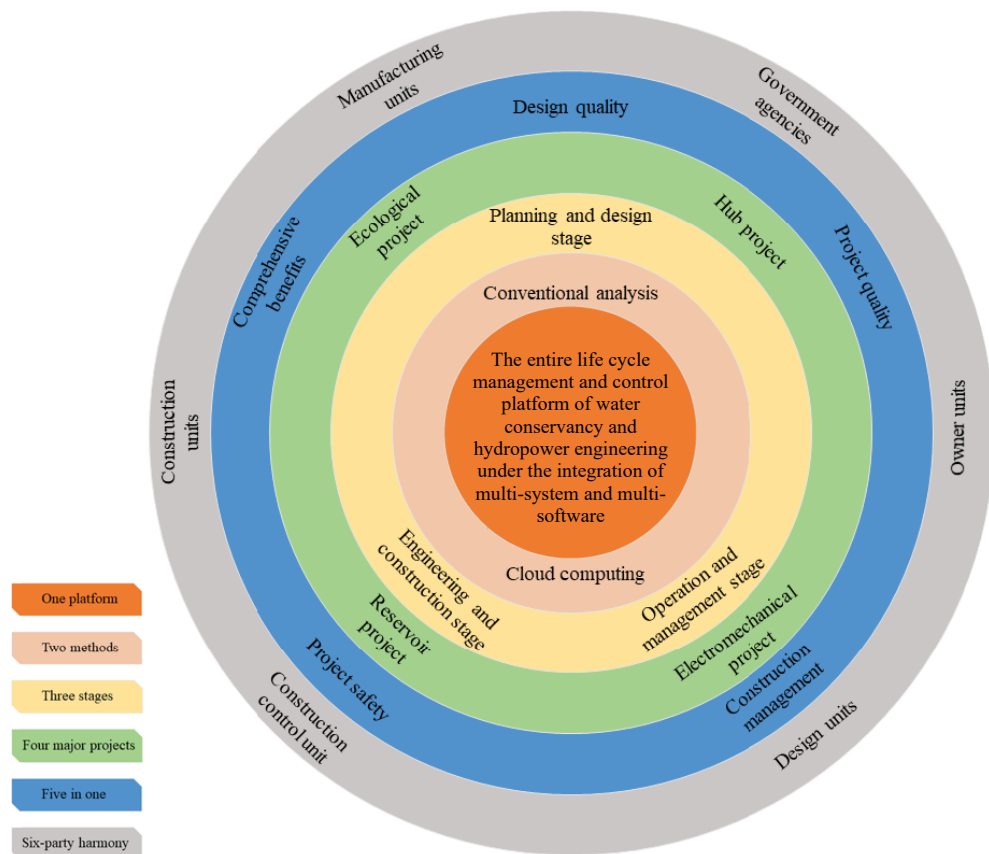 Manufacturing
units
Government
agencies
Design quality
Ecological
project
Planning and design
stage
Hub project
Comprehensive
benefits
Project quality
Conventional analysis
The entire life cycle
management and control
platform of water
conservancy and
hydropower engineering
under the integration of
multi-system and multi-
software
Construction
units
Owner units
Cloud computing
Engineering and
construction stage
Operation and
management stage
Reservoir
project
Electromechanical
project
Project safety
Construction
management
Construction
control unit
Design units
One platform
Two methods
Three stages
Four major projects
Five in one
Six-party harmony